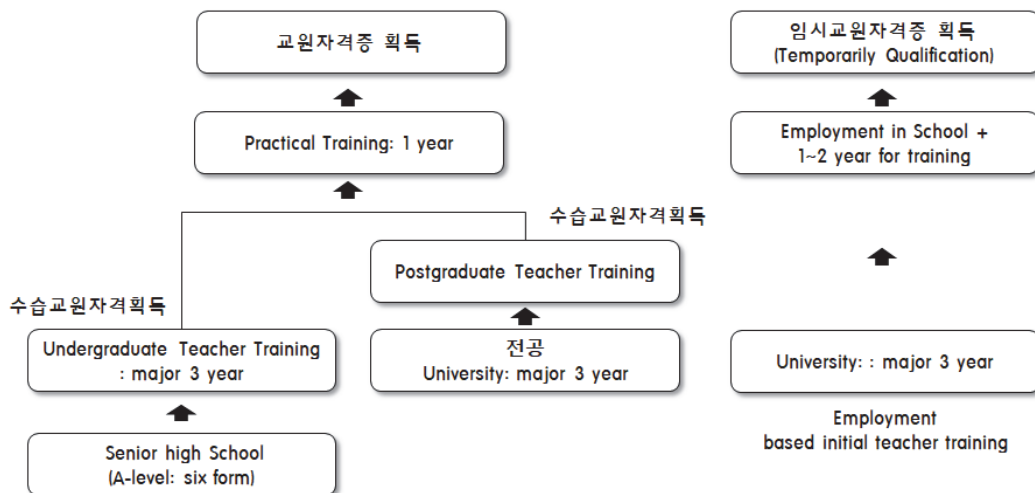 교원자격증 획득
임시교원자격증 획득
(Temporarily Qualification)
Practical Training: 1 year
Employment in School +
1~2 year for training
수습교원자격획득
Postgraduate Teacher Training
수습교원자격획득
Undergraduate Teacher Training
: major 3 year
전공
University: major 3 year
University: : major 3 year
Employment
based initial teacher training
Senior high School
(A-level: six form)